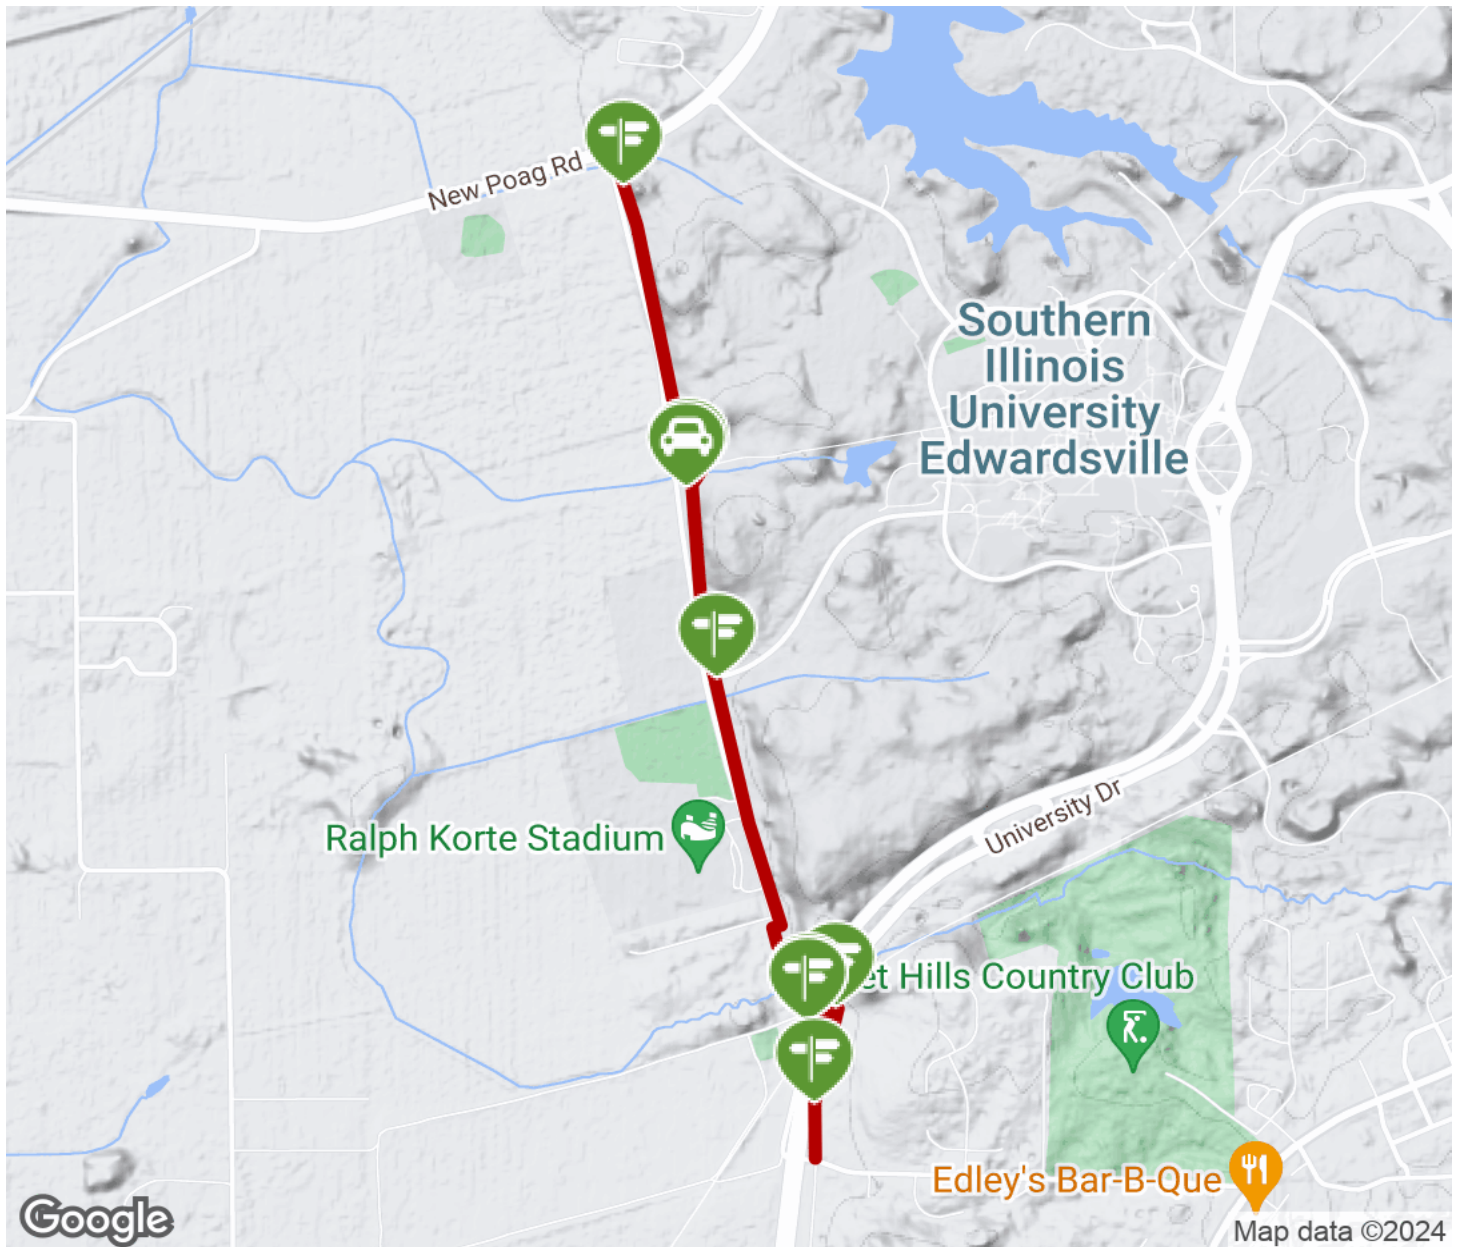 New Poag Rd
Southern
Illinois
University
Edwardsville
Ralph Korte Stadium
University Dr
et Hills Country Club
Edley's Bar-B-Que
Google
Map data ©2024